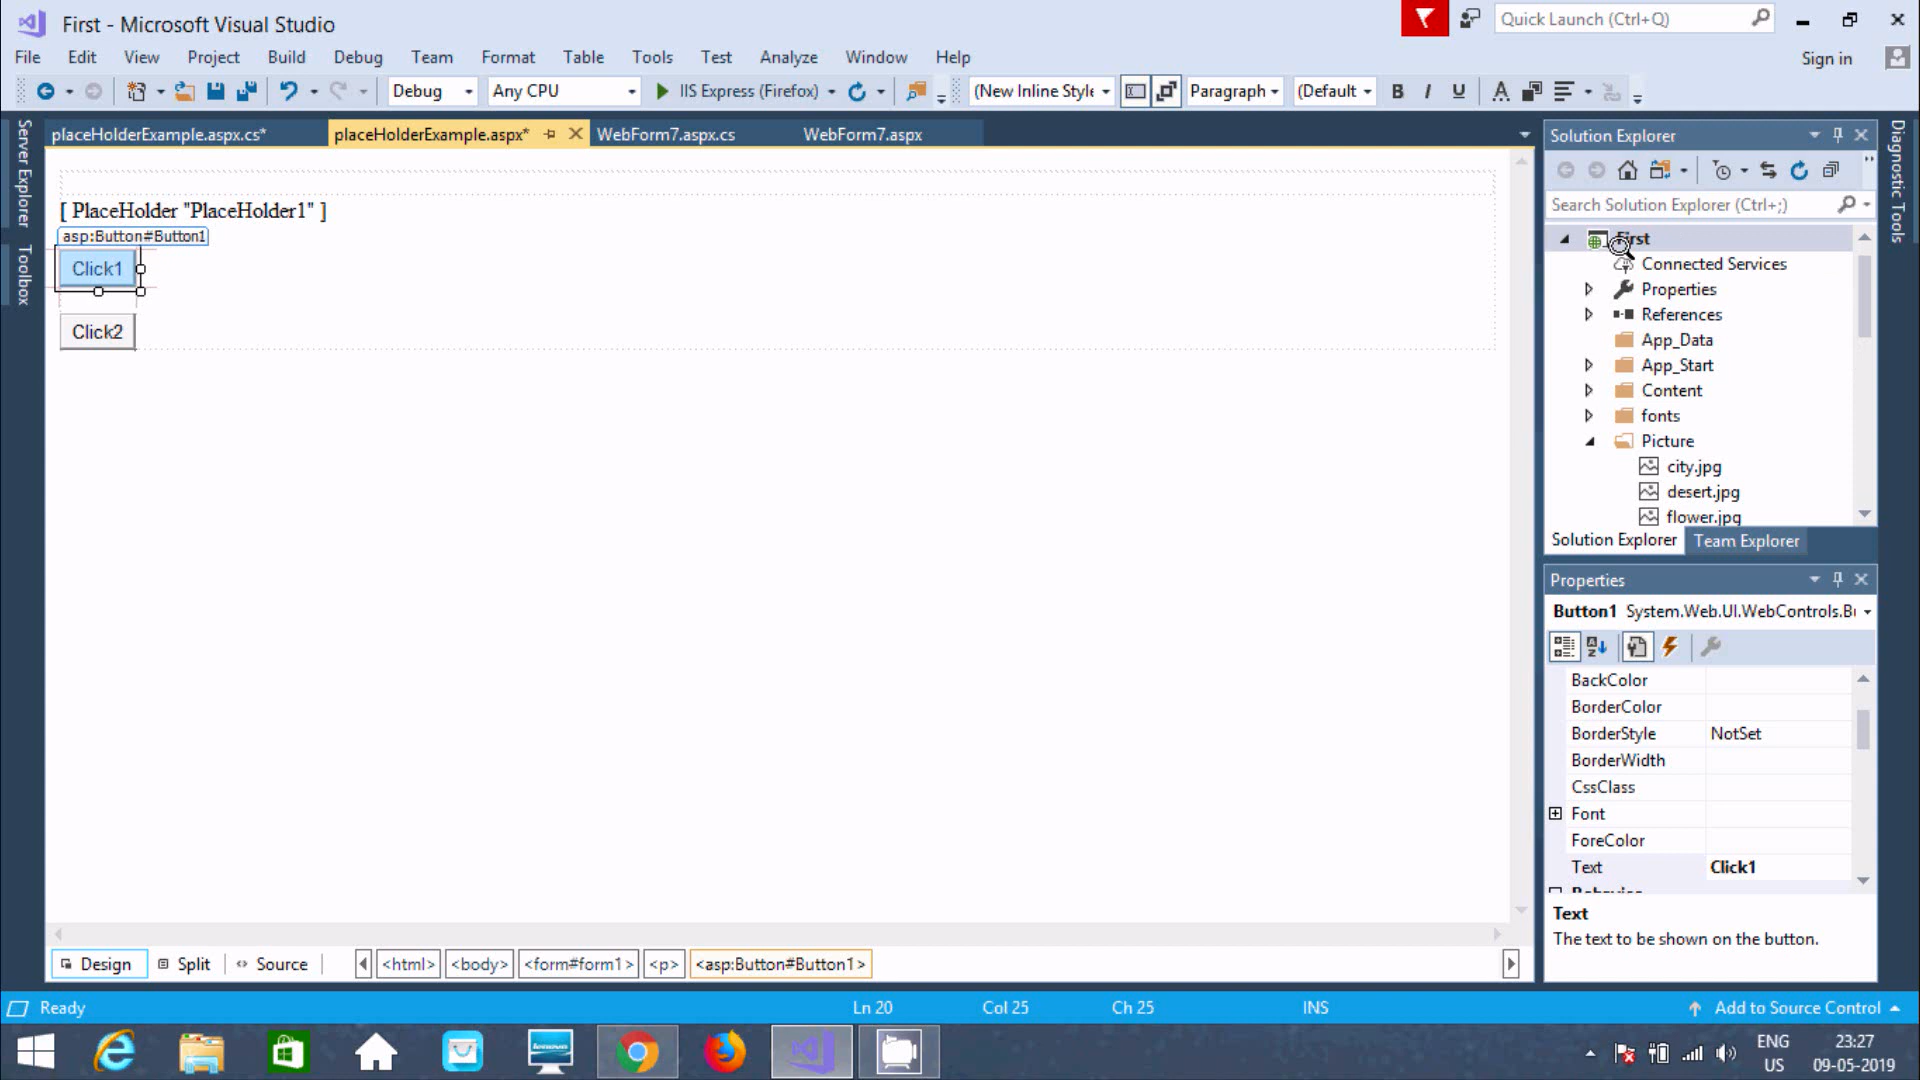 First - Microsoft Visual Studio
Quick Launch (Ctrl+Q)
File Edit View Project Build Debug Team Format Table Tools Test Analyze Window Help
Sign in
Debug Any CPU IIS Express (Firefox) (New Inline Style Paragraph (Default B I U A
Server Explorer
Toolbox
placeHolderExample.aspx.cs* placeHolderExample.aspx* WebForm7.aspx.cs WebForm7.aspx
[ PlaceHolder "PlaceHolder1" ]
asp:Button#Button1
Click1
Click2
Solution Explorer
Search Solution Explorer (Ctrl+;)
First
Connected Services
Properties
References
App_Data
App_Start
Content
fonts
Picture
city.jpg
desert.jpg
flower.jpg
Solution Explorer Team Explorer
Diagnostic Tools
Properties
Button1 System.Web.UI.WebControls.Bu
BackColor
BorderColor
BorderStyle NotSet
BorderWidth
CssClass
Font
ForeColor
Text Click1
Behavior
Text
The text to be shown on the button.
Design Split Source <html> <body> <form#form1> <p> <asp:Button#Button1>
Ready Ln 20 Col 25 Ch 25 INS Add to Source Control
lenovo
ENG
US
23:27
09-05-2019